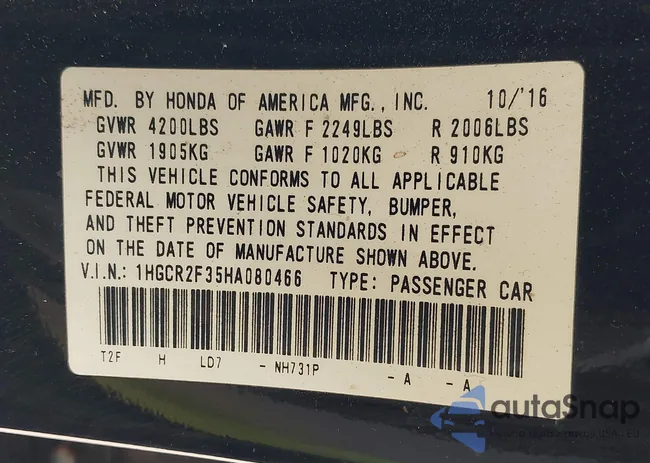 MFD. BY HONDA OF AMERICA MFG., INC. 10/'16
GVWR 4200LBS GAWR F 2249LBS R 2006LBS
GVWR 1905KG GAWR F 1020KG R 910KG
THIS VEHICLE CONFORMS TO ALL APPLICABLE
FEDERAL MOTOR VEHICLE SAFETY, BUMPER,
AND THEFT PREVENTION STANDARDS IN EFFECT
ON THE DATE OF MANUFACTURE SHOWN ABOVE.
V.I.N.: 1HGCR2F35HA080466 TYPE: PASSENGER CAR
T2F H LD7 - NH731P - A - A
autaSnap